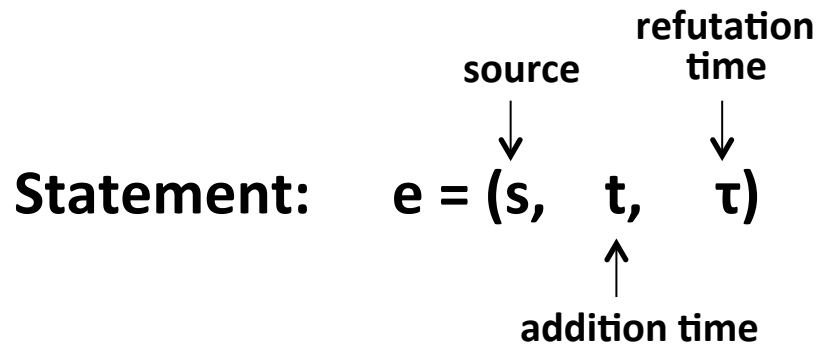 refutation
time
source
Statement: e = (s, t, τ)
addition time